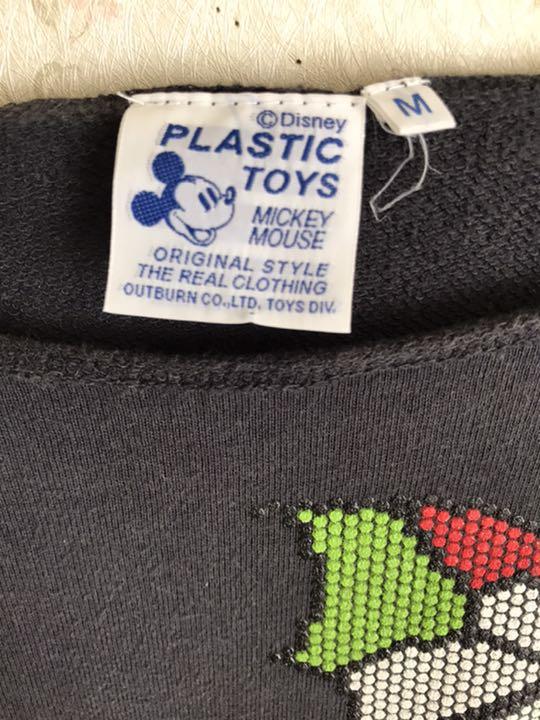 ©Disney
PLASTIC
TOYS
MICKEY
MOUSE
ORIGINAL STYLE
THE REAL CLOTHING
OUTBURN CO.,LTD. TOYS DIV.
M